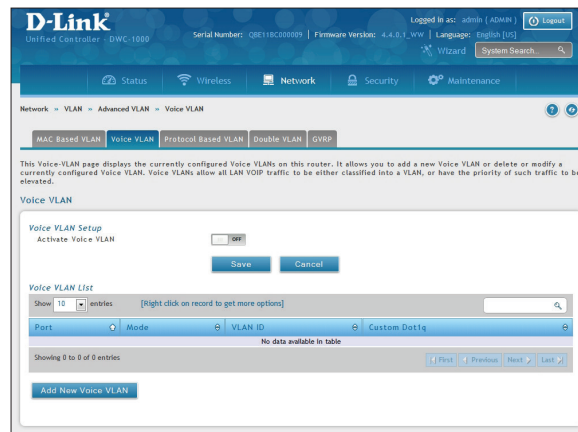 D-Link
Unified Controller - DWC-1000
Logged in as: admin ( ADMIN )
Logout
Serial Number: QBE11BC000009 | Firmware Version: 4.4.0.1_WW | Language: English [US]
Wizard
System Search...
Status
Wireless
Network
Security
Maintenance
Network » VLAN » Advanced VLAN » Voice VLAN
MAC Based VLAN
Voice VLAN
Protocol Based VLAN
Double VLAN
GVRP
This Voice-VLAN page displays the currently configured Voice VLANs on this router. It allows you to add a new Voice VLAN or delete or modify a
currently configured Voice VLAN. Voice VLANs allow all LAN VOIP traffic to be either classified into a VLAN, or have the priority of such traffic to be
elevated.
Voice VLAN
Voice VLAN Setup
Activate Voice VLAN
OFF
Save
Cancel
Voice VLAN List
Show 10 entries
[Right click on record to get more options]
Port
Mode
VLAN ID
Custom Dot1q
No data available in table
Showing 0 to 0 of 0 entries
First
Previous
Next
Last
Add New Voice VLAN